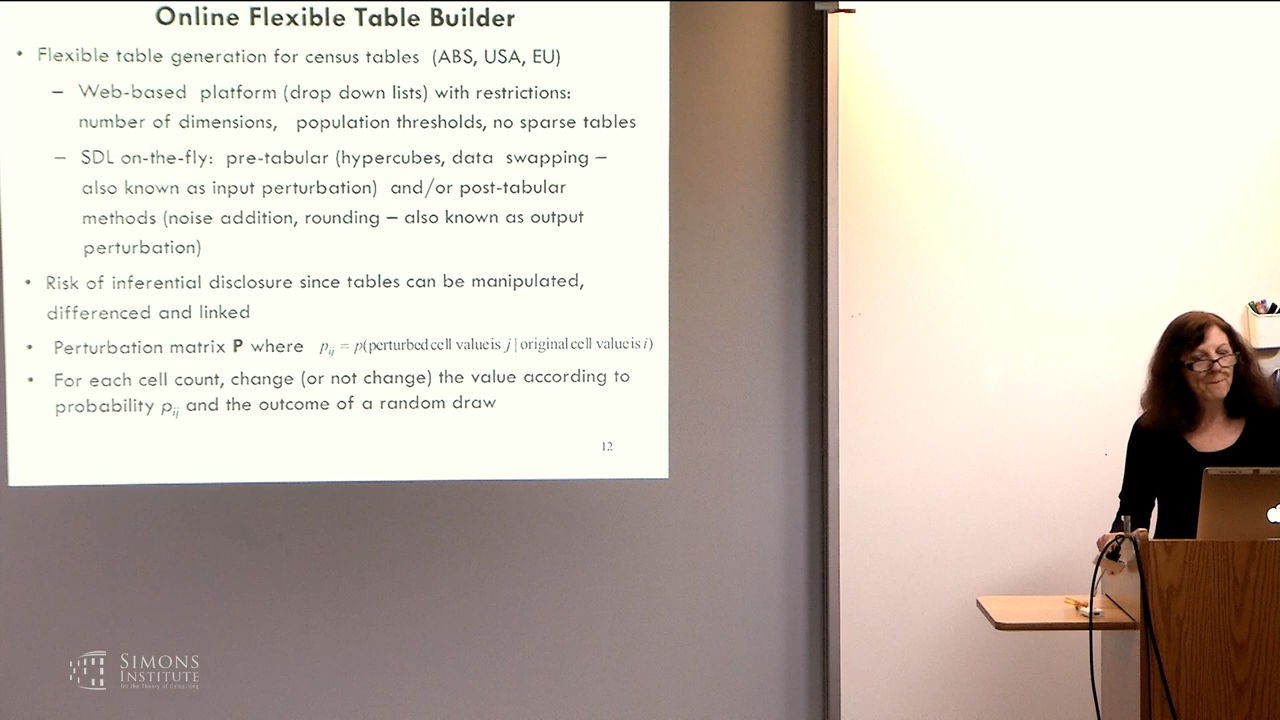 Online Flexible Table Builder
• Flexible table generation for census tables (ABS, USA, EU)
– Web-based platform (drop down lists) with restrictions:
number of dimensions, population thresholds, no sparse tables
– SDL on-the-fly: pre-tabular (hypercubes, data swapping –
also known as input perturbation) and/or post-tabular
methods (noise addition, rounding – also known as output
perturbation)
• Risk of inferential disclosure since tables can be manipulated,
differenced and linked
• Perturbation matrix P where p_ij = p(perturbed cell value is j | original cell value is i)
• For each cell count, change (or not change) the value according to
probability p_ij and the outcome of a random draw
12
SIMONS
INSTITUTE
for the Theory of Computing